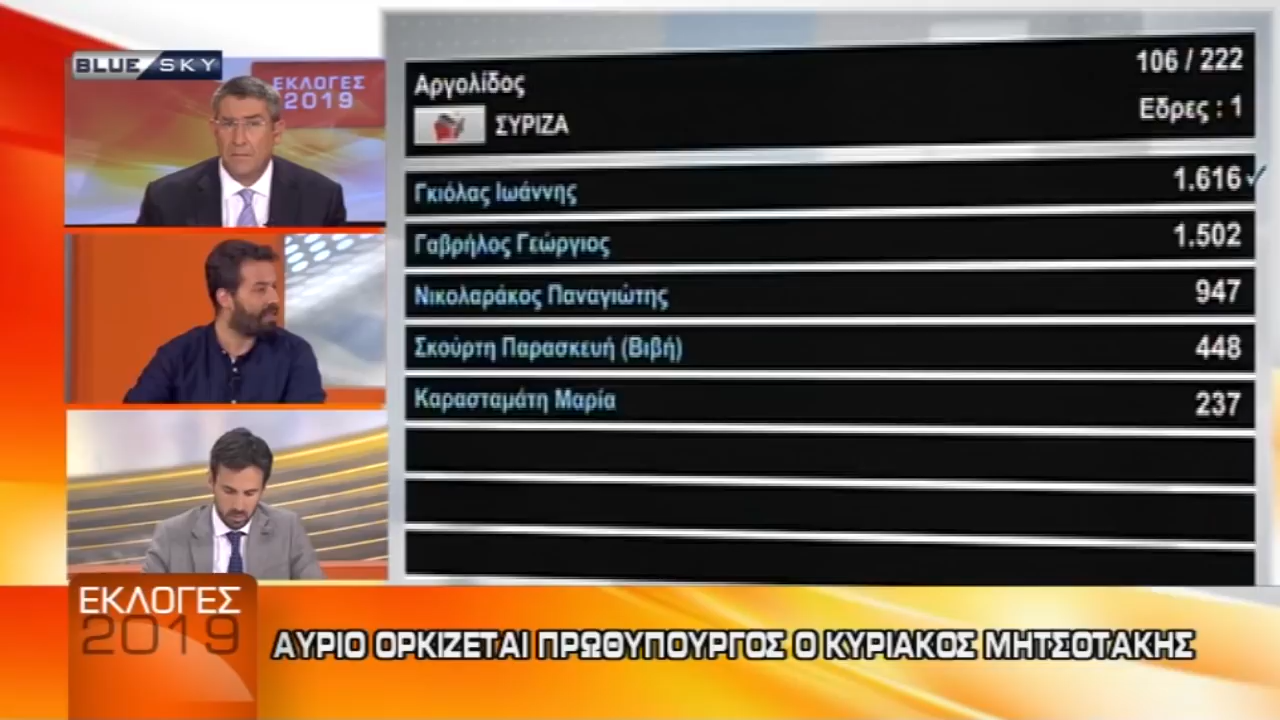 BLUE SKY
ΕΚΛΟΓΕΣ
2019
Αργολίδος
106 / 222
ΣΥΡΙΖΑ
Εδρες : 1
Γκιόλας Ιωάννης
1.616
Γαβρήλος Γεώργιος
1.502
Νικολαράκος Παναγιώτης
947
Σκούρτη Παρασκευή (Βιβή)
448
Καρασταμάτη Μαρία
237
ΕΚΛΟΓΕΣ
2019
ΑΥΡΙΟ ΟΡΚΙΖΕΤΑΙ ΠΡΩΘΥΠΟΥΡΓΟΣ Ο ΚΥΡΙΑΚΟΣ ΜΗΤΣΟΤΑΚΗΣ